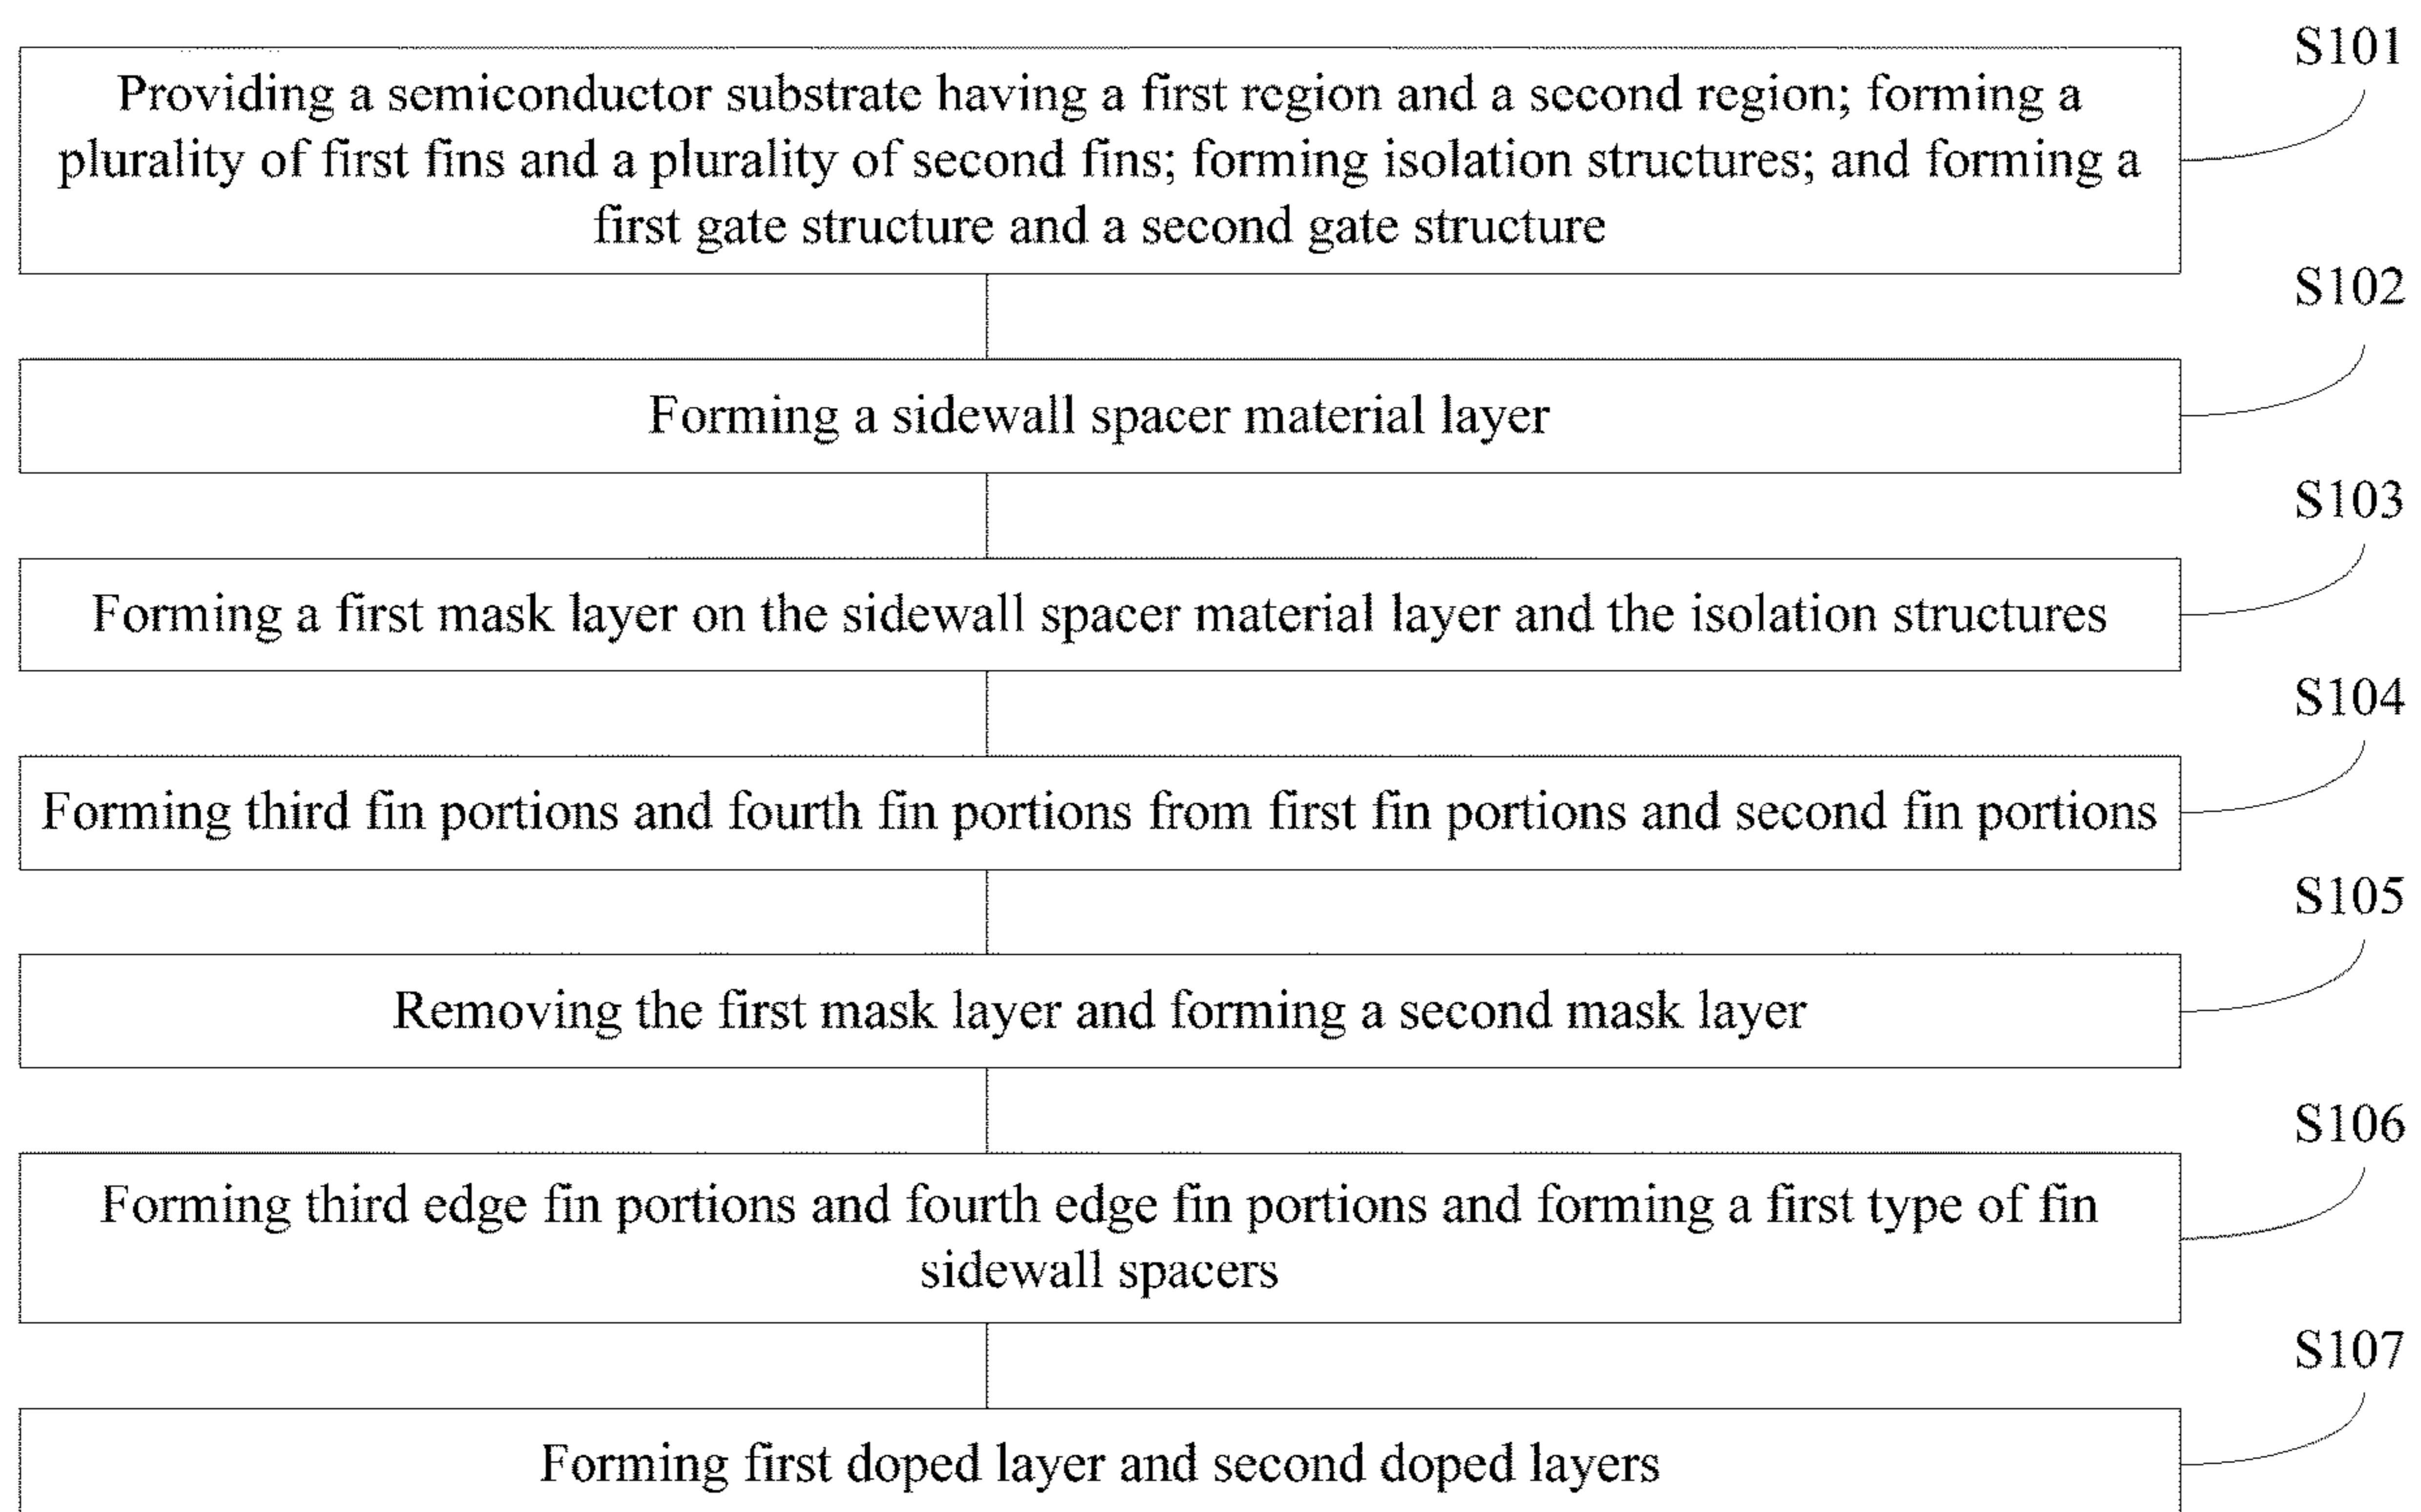 S101
Providing a semiconductor substrate having a first region and a second region; forming a
plurality of first fins and a plurality of second fins; forming isolation structures; and forming a
first gate structure and a second gate structure
S102
Forming a sidewall spacer material layer
S103
Forming a first mask layer on the sidewall spacer material layer and the isolation structures
S104
Forming third fin portions and fourth fin portions from first fin portions and second fin portions
S105
Removing the first mask layer and forming a second mask layer
S106
Forming third edge fin portions and fourth edge fin portions and forming a first type of fin
sidewall spacers
S107
Forming first doped layer and second doped layers